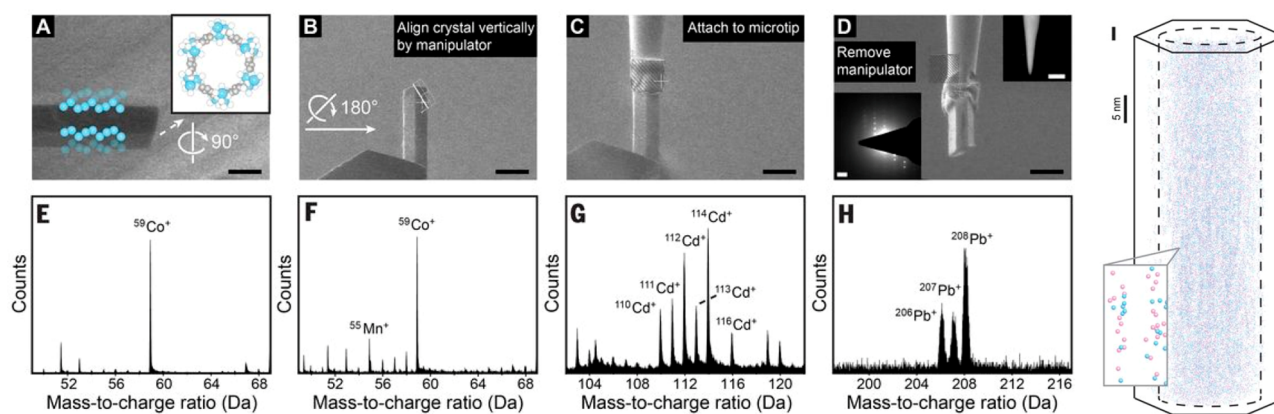 A
90°
B
Align crystal vertically
by manipulator
180°
C
Attach to microtip
D
Remove
manipulator
E
⁵⁹Co⁺
Counts
52 56 60 64 68
Mass-to-charge ratio (Da)
F
⁵⁹Co⁺
⁵⁵Mn⁺
Counts
52 56 60 64 68
Mass-to-charge ratio (Da)
G
¹¹⁴Cd⁺
¹¹²Cd⁺
¹¹¹Cd⁺
¹¹³Cd⁺
¹¹⁰Cd⁺
¹¹⁶Cd⁺
Counts
104 108 112 116 120
Mass-to-charge ratio (Da)
H
²⁰⁸Pb⁺
²⁰⁷Pb⁺
²⁰⁶Pb⁺
Counts
200 204 208 212 216
Mass-to-charge ratio (Da)
I
5 nm